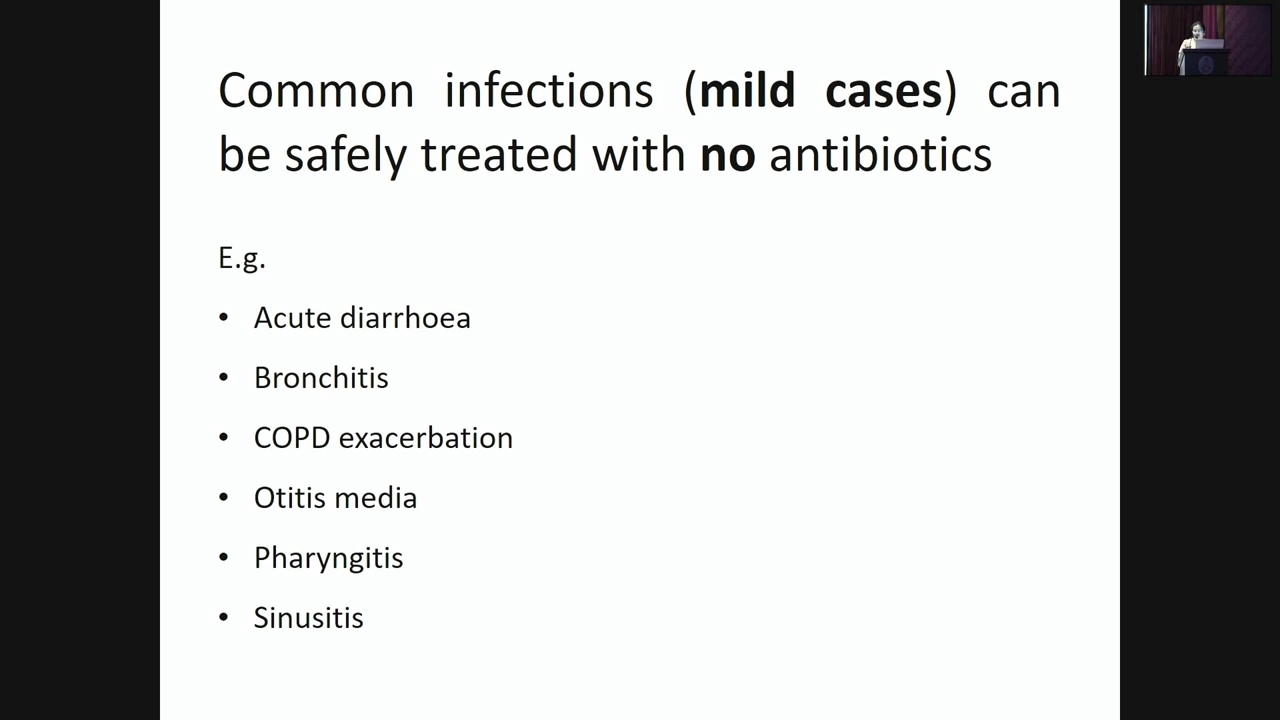 Common infections (mild cases) can
be safely treated with no antibiotics
E.g.
• Acute diarrhoea
• Bronchitis
• COPD exacerbation
• Otitis media
• Pharyngitis
• Sinusitis